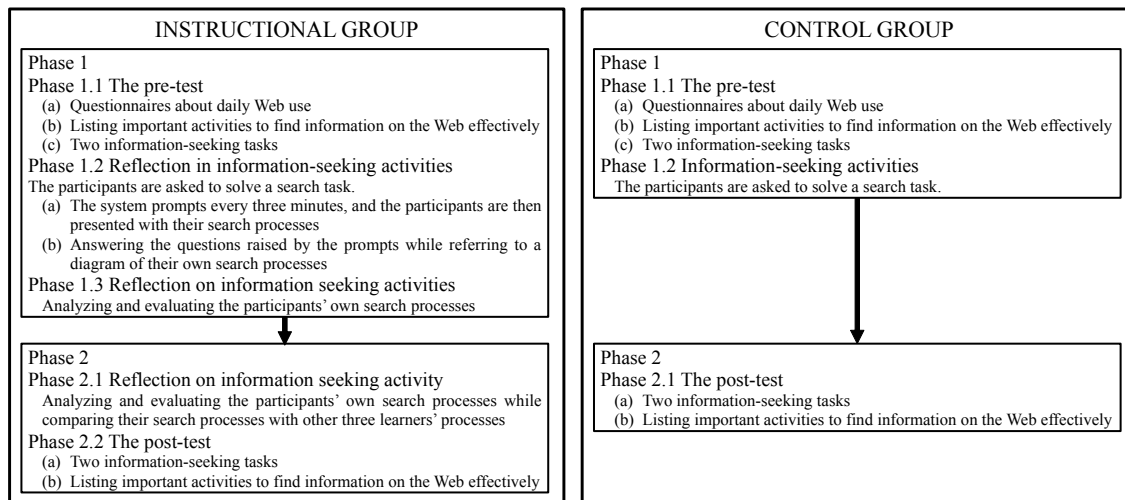 INSTRUCTIONAL GROUP
Phase 1
Phase 1.1 The pre-test
(a) Questionnaires about daily Web use
(b) Listing important activities to find information on the Web effectively
(c) Two information-seeking tasks
Phase 1.2 Reflection in information-seeking activities
The participants are asked to solve a search task.
(a) The system prompts every three minutes, and the participants are then
presented with their search processes
(b) Answering the questions raised by the prompts while referring to a
diagram of their own search processes
Phase 1.3 Reflection on information seeking activities
Analyzing and evaluating the participants' own search processes
Phase 2
Phase 2.1 Reflection on information seeking activity
Analyzing and evaluating the participants' own search processes while
comparing their search processes with other three learners' processes
Phase 2.2 The post-test
(a) Two information-seeking tasks
(b) Listing important activities to find information on the Web effectively
CONTROL GROUP
Phase 1
Phase 1.1 The pre-test
(a) Questionnaires about daily Web use
(b) Listing important activities to find information on the Web effectively
(c) Two information-seeking tasks
Phase 1.2 Information-seeking activities
The participants are asked to solve a search task.
Phase 2
Phase 2.1 The post-test
(a) Two information-seeking tasks
(b) Listing important activities to find information on the Web effectively